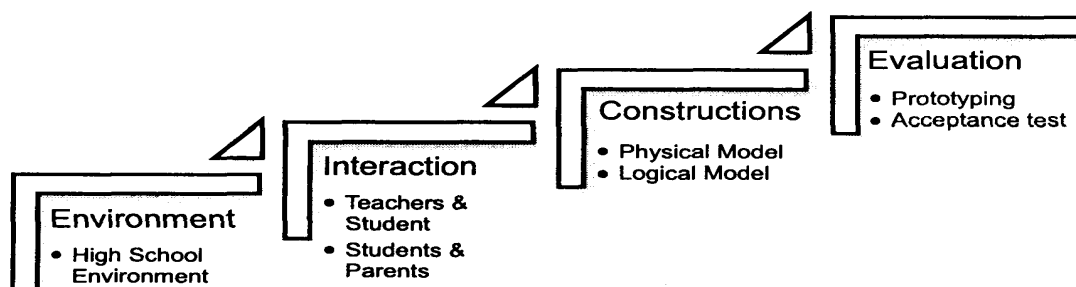 Environment
• High School
Environment
Interaction
• Teachers &
Student
• Students &
Parents
Constructions
• Physical Model
• Logical Model
Evaluation
• Prototyping
• Acceptance test